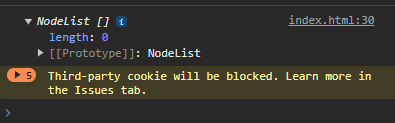 NodeList [] i index.html:30
length: 0
[[Prototype]]: NodeList
5 Third-party cookie will be blocked. Learn more in
the Issues tab.